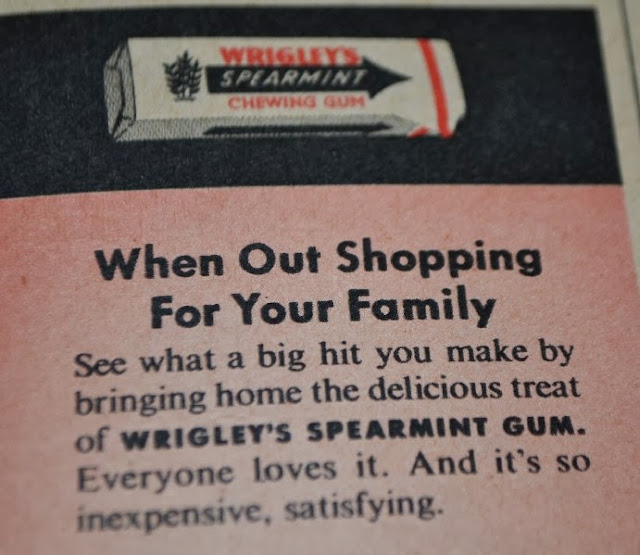 WRIGLEY'S
SPEARMINT
CHEWING GUM
When Out Shopping
For Your Family
See what a big hit you make by
bringing home the delicious treat
of WRIGLEY'S SPEARMINT GUM.
Everyone loves it. And it's so
inexpensive, satisfying.